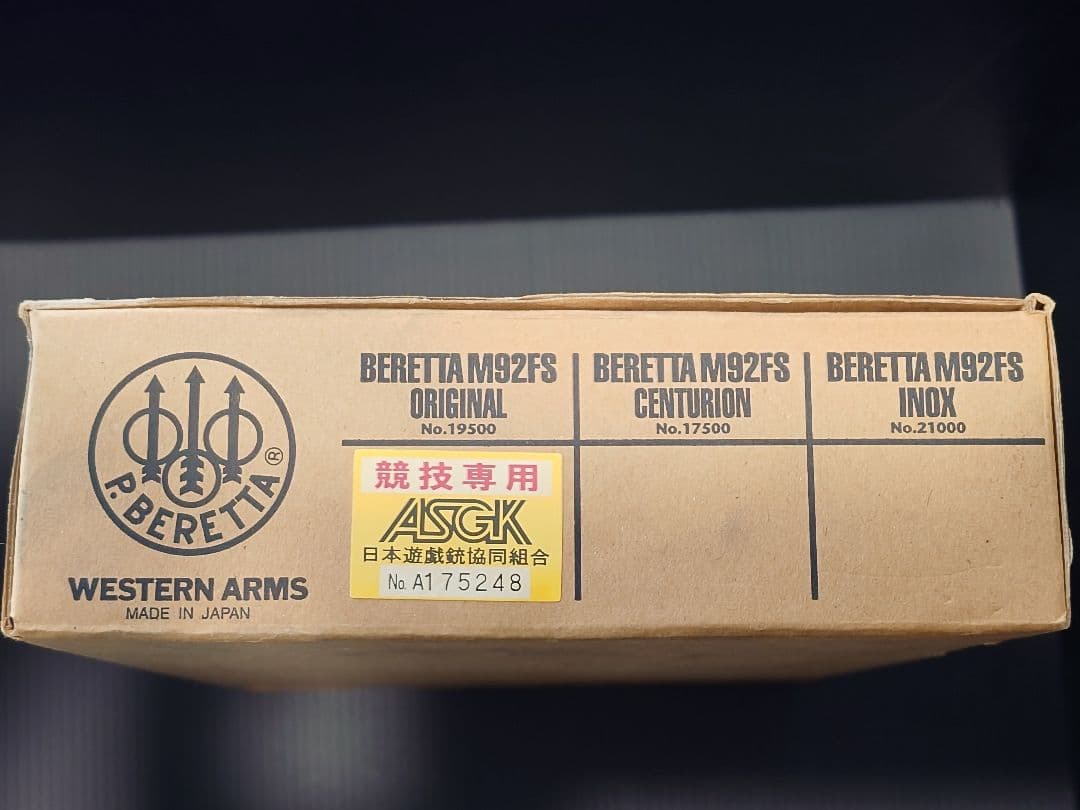 P.BERETTA®
WESTERN ARMS
MADE IN JAPAN
BERETTA M92FS
ORIGINAL
No.19500
BERETTA M92FS
CENTURION
No.17500
BERETTA M92FS
INOX
No.21000
競技専用
ASGK
日本遊戯銃協同組合
No. A175248